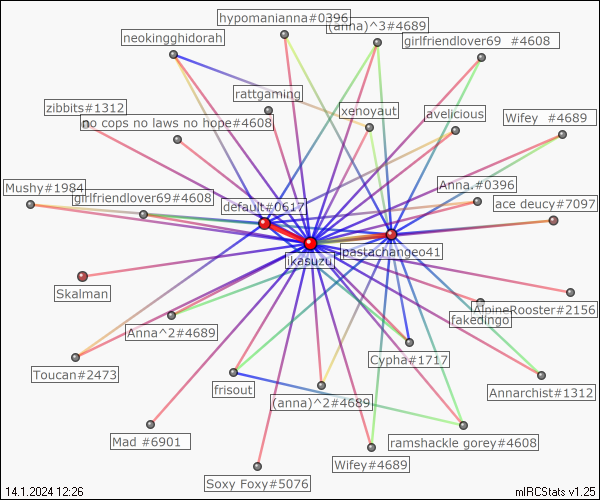 hypomanianna#0396
(anna)^3#4689
neokingghidorah
girlfriendlover69 #4608
rattgaming
zibbits#1312
xenoyaut
avelicious
no cops no laws no hope#4608
Wifey #4689
Mushy#1984
girlfriendlover69#4608
default#0617
Anna.#0396
ace deucy#7097
ikasuzu
pastachangeo41
Skalman
AlpineRooster#2156
fakedingo
Anna^2#4689
Cypha#1717
Toucan#2473
frisout
(anna)^2#4689
Annarchist#1312
Mad #6901
ramshackle gorey#4608
Wifey#4689
Soxy Foxy#5076
14.1.2024 12:26
mIRCStats v1.25